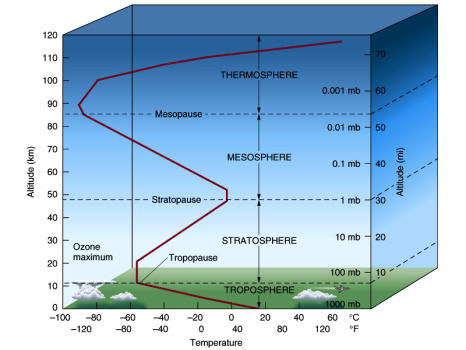 120
110
100
90
80
70
60
50
40
30
20
10
0
Altitude (km)
THERMOSPHERE
Mesopause
MESOSPHERE
Stratopause
STRATOSPHERE
Ozone
maximum
Tropopause
TROPOSPHERE
0.001 mb
0.01 mb
0.1 mb
1 mb
10 mb
100 mb
1000 mb
70
60
50
40
30
20
10
Altitude (mi)
–100 –80 –60 –40 –20 0 20 40 60 °C
–120 –80 –40 0 40 80 120 °F
Temperature